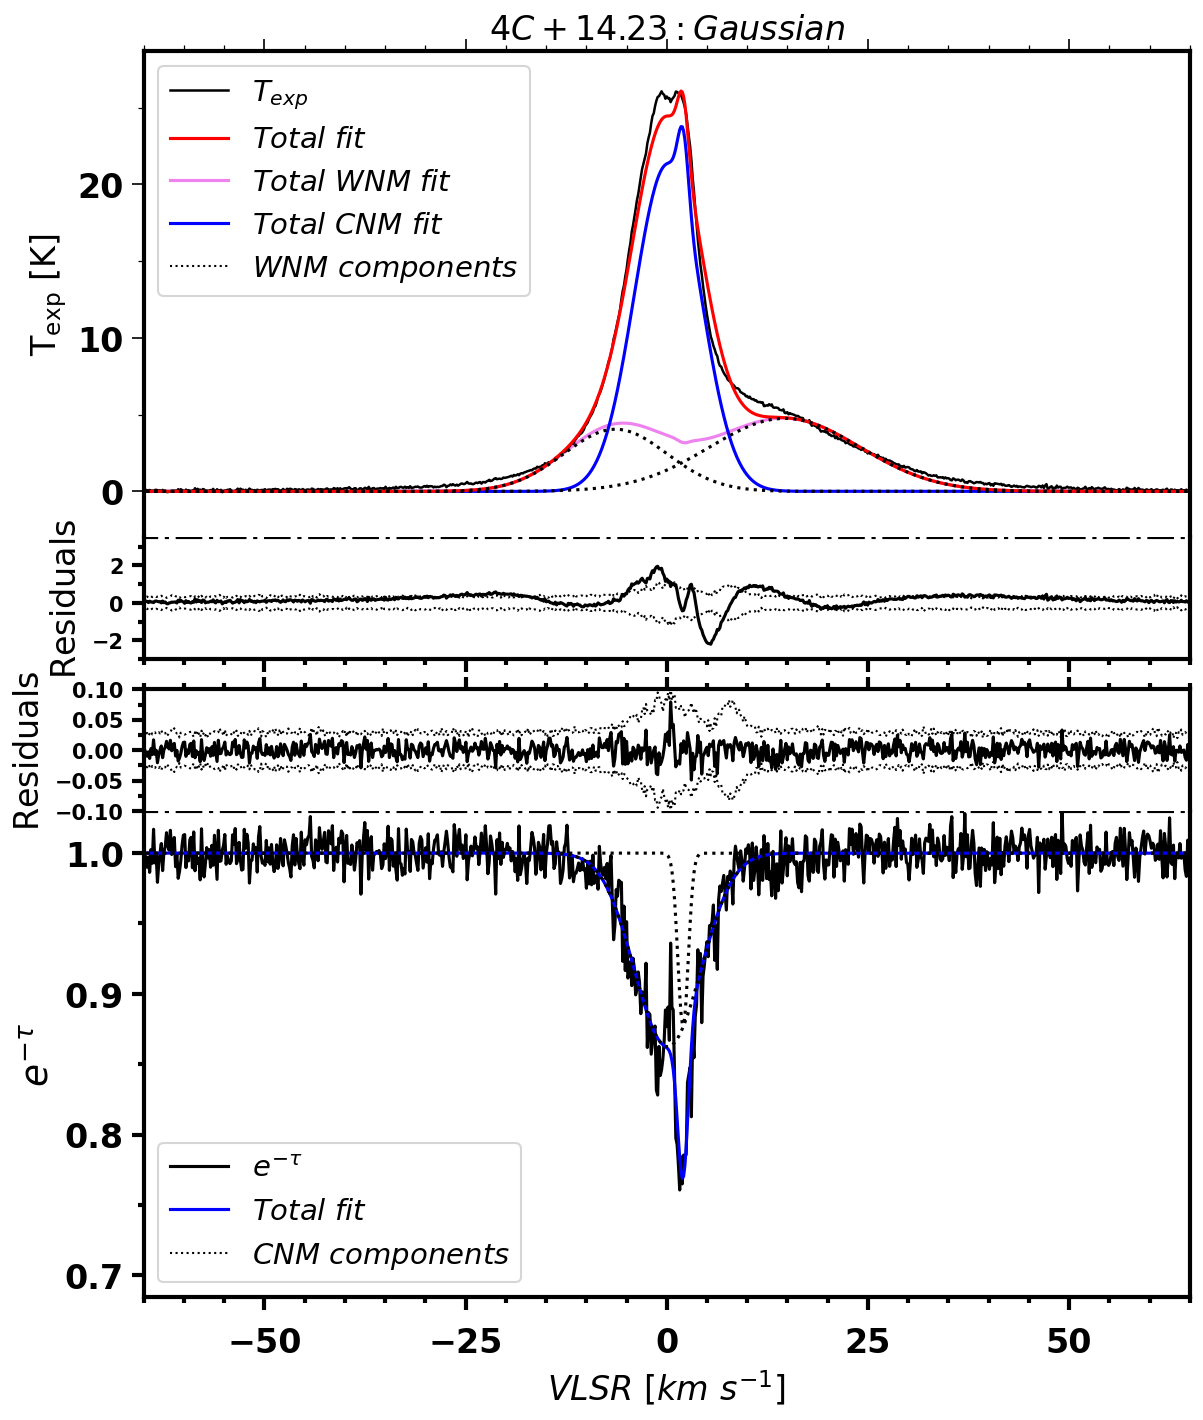 4C + 14.23 : Gaussian
T_exp
Total fit
Total WNM fit
Total CNM fit
WNM components
T_exp [K]
20
10
0
Residuals
2
0
−2
Residuals
0.10
0.05
0.00
−0.05
−0.10
e^{−τ}
1.0
0.9
0.8
0.7
e^{−τ}
Total fit
CNM components
−50 −25 0 25 50
VLSR [km s^{−1}]